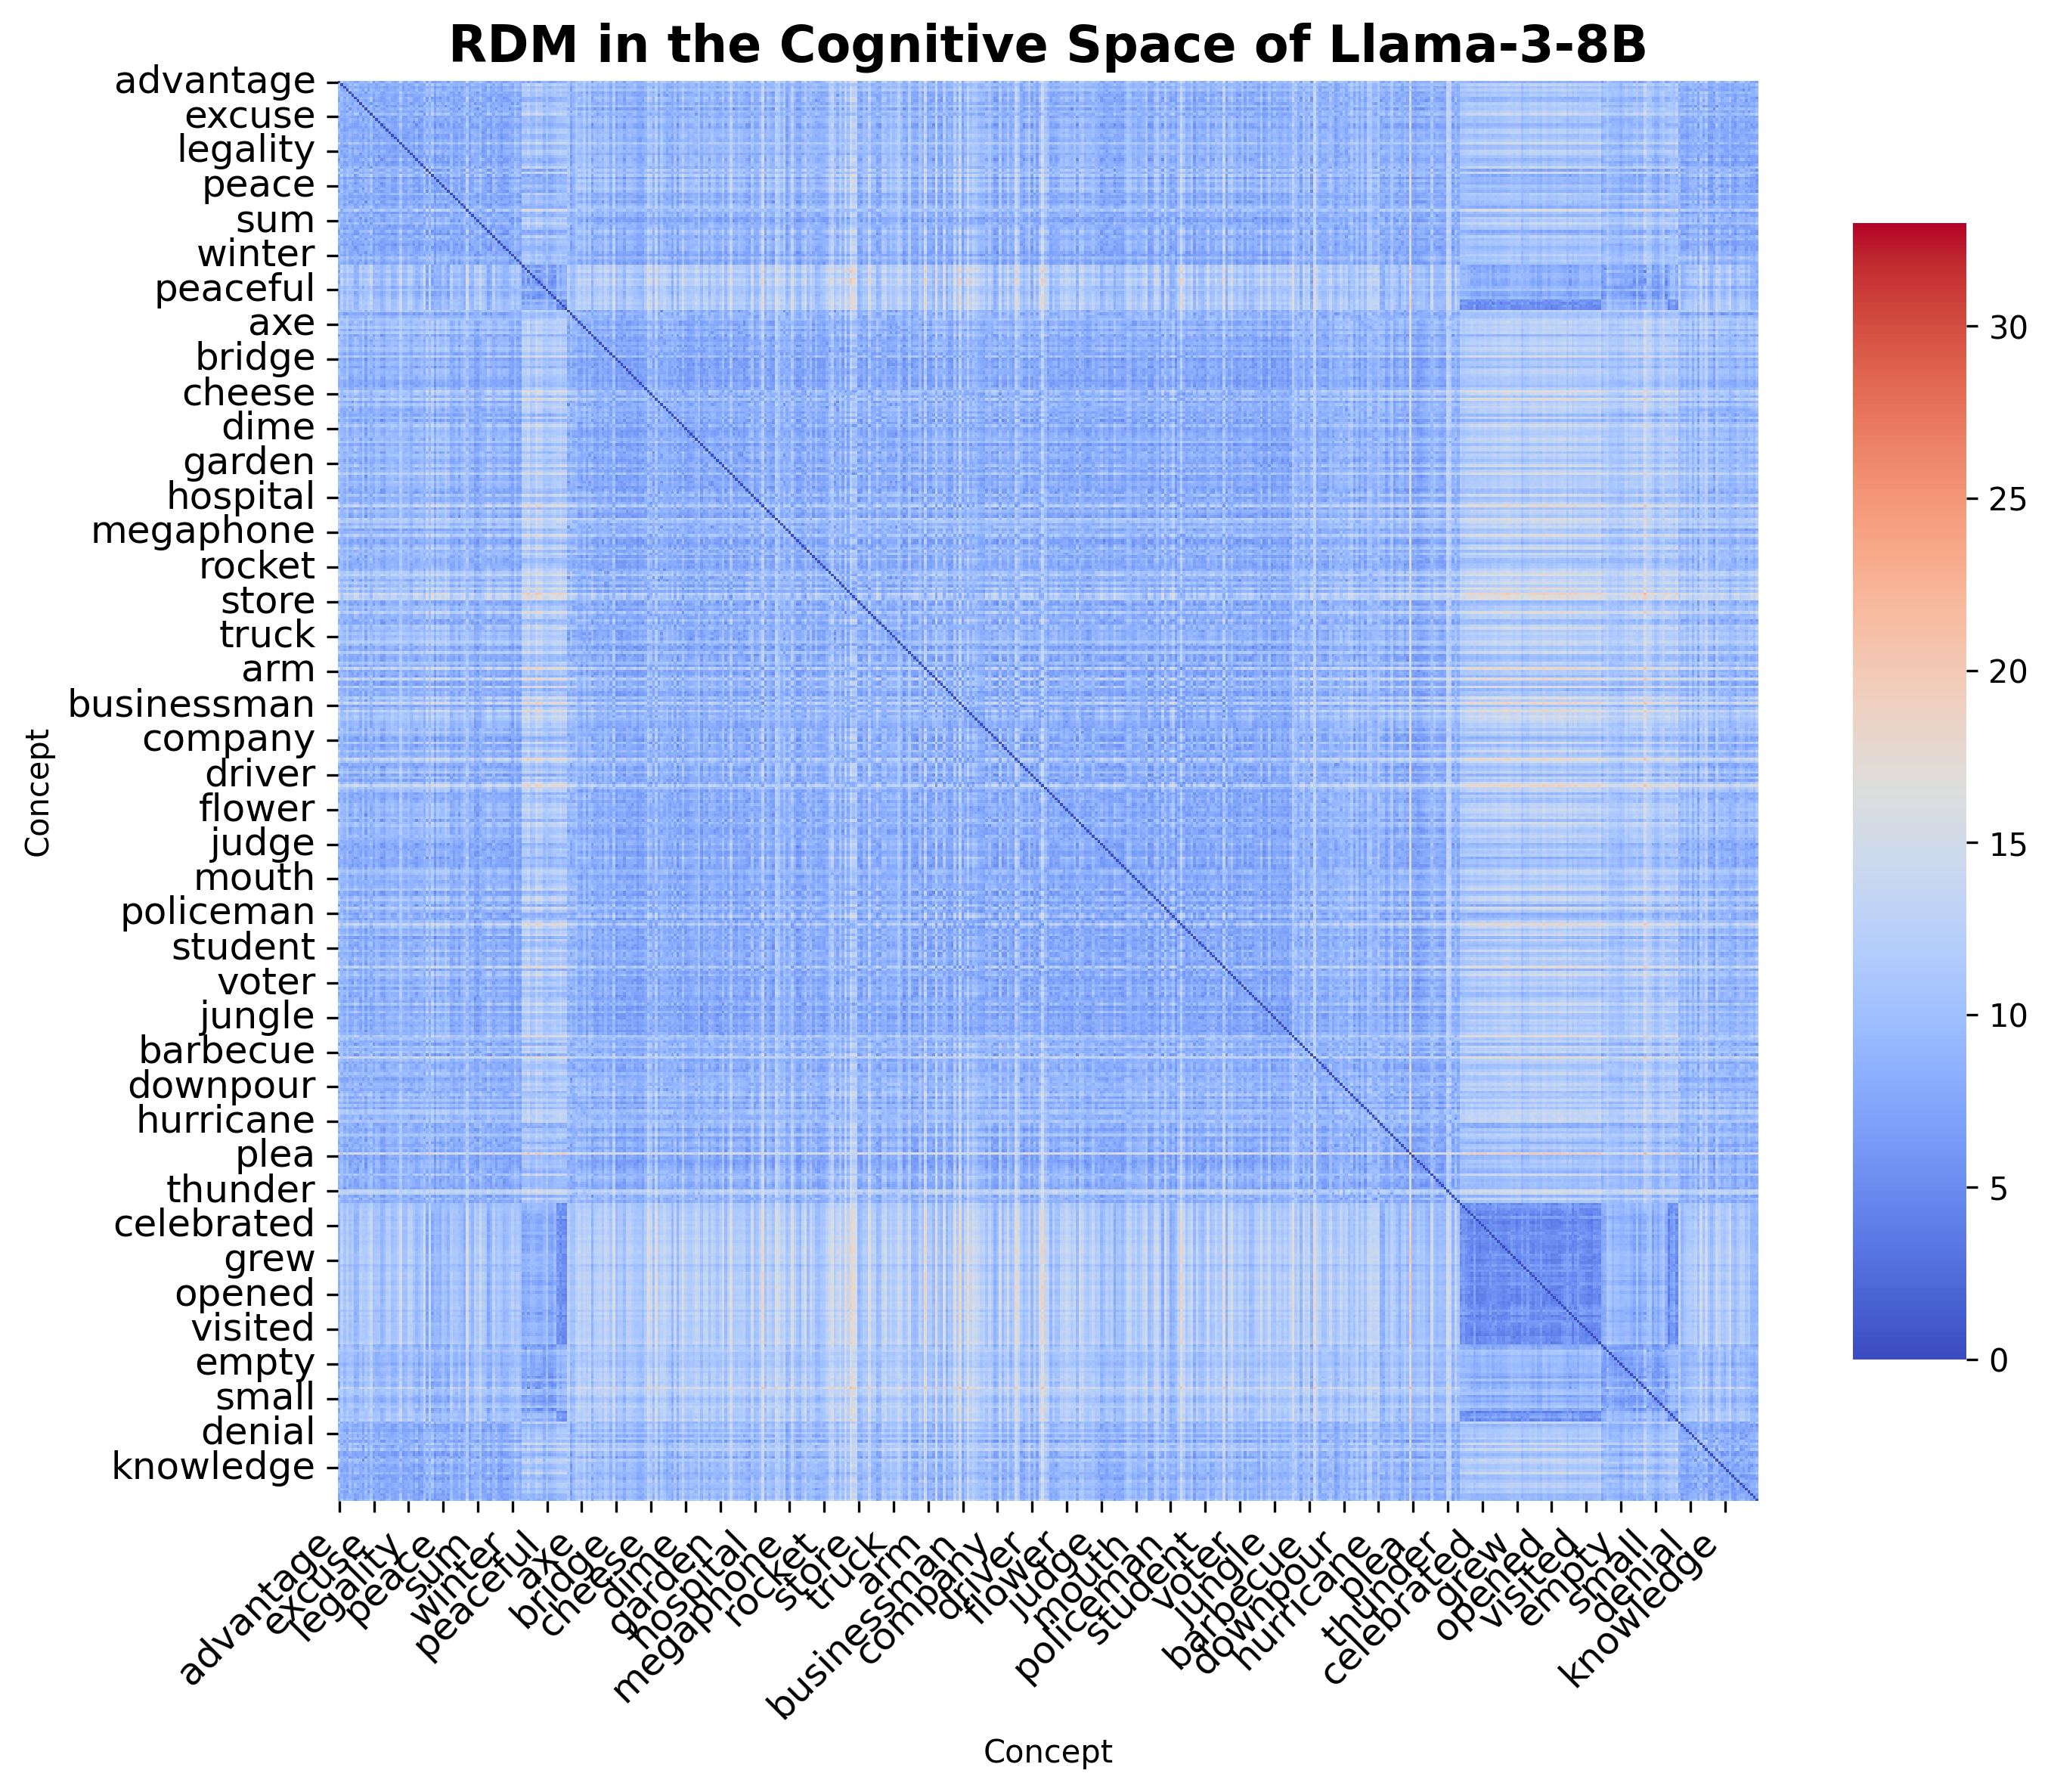 RDM in the Cognitive Space of Llama-3-8B
advantage
excuse
legality
peace
sum
winter
peaceful
axe
bridge
cheese
dime
garden
hospital
megaphone
rocket
store
truck
arm
businessman
company
driver
flower
judge
mouth
policeman
student
voter
jungle
barbecue
downpour
hurricane
plea
thunder
celebrated
grew
opened
visited
empty
small
denial
knowledge
Concept
advantage
excuse
legality
peace
sum
winter
peaceful
axe
bridge
cheese
dime
garden
hospital
megaphone
rocket
store
truck
arm
businessman
company
driver
flower
judge
mouth
policeman
student
voter
jungle
barbecue
downpour
hurricane
plea
thunder
celebrated
grew
opened
visited
empty
small
denial
knowledge
Concept
30
25
20
15
10
5
0